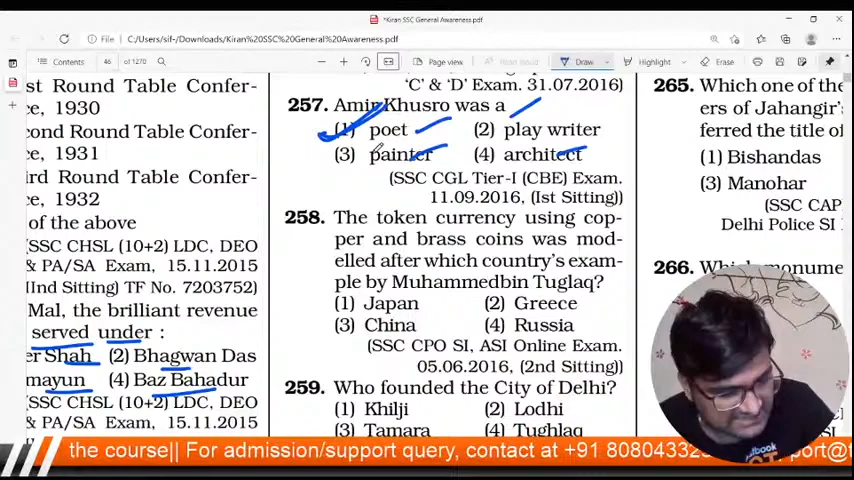 *Kiran SSC General Awareness.pdf
File
C:/Users/sif-/Downloads/Kiran%20SSC%20General%20Awareness.pdf
Contents
46 of 1270
Page view
Read aloud
Draw
Highlight
Erase
st Round Table Confer-
ce, 1930
cond Round Table Confer-
ce, 1931
ird Round Table Confer-
ce, 1932
of the above
(SSC CHSL (10+2) LDC, DEO
& PA/SA Exam, 15.11.2015
(IInd Sitting) TF No. 7203752)
Mal, the brilliant revenue
served under :
er Shah (2) Bhagwan Das
mayun (4) Baz Bahadur
(SSC CHSL (10+2) LDC, DEO
& PA/SA Exam, 15.11.2015
'C' & 'D' Exam. 31.07.2016)
257. Amir Khusro was a
(1) poet (2) play writer
(3) painter (4) architect
(SSC CGL Tier-I (CBE) Exam.
11.09.2016, (Ist Sitting))
258. The token currency using cop-
per and brass coins was mod-
elled after which country's exam-
ple by Muhammedbin Tuglaq?
(1) Japan (2) Greece
(3) China (4) Russia
(SSC CPO SI, ASI Online Exam.
05.06.2016, (2nd Sitting))
259. Who founded the City of Delhi?
(1) Khilji (2) Lodhi
(3) Tamara (4) Tughlaq
265. Which one of the
ers of Jahangir's
ferred the title of
(1) Bishandas
(3) Manohar
(SSC CAP
Delhi Police SI
266. Which monume
the course|| For admission/support query, contact at +91 8080433
port@t